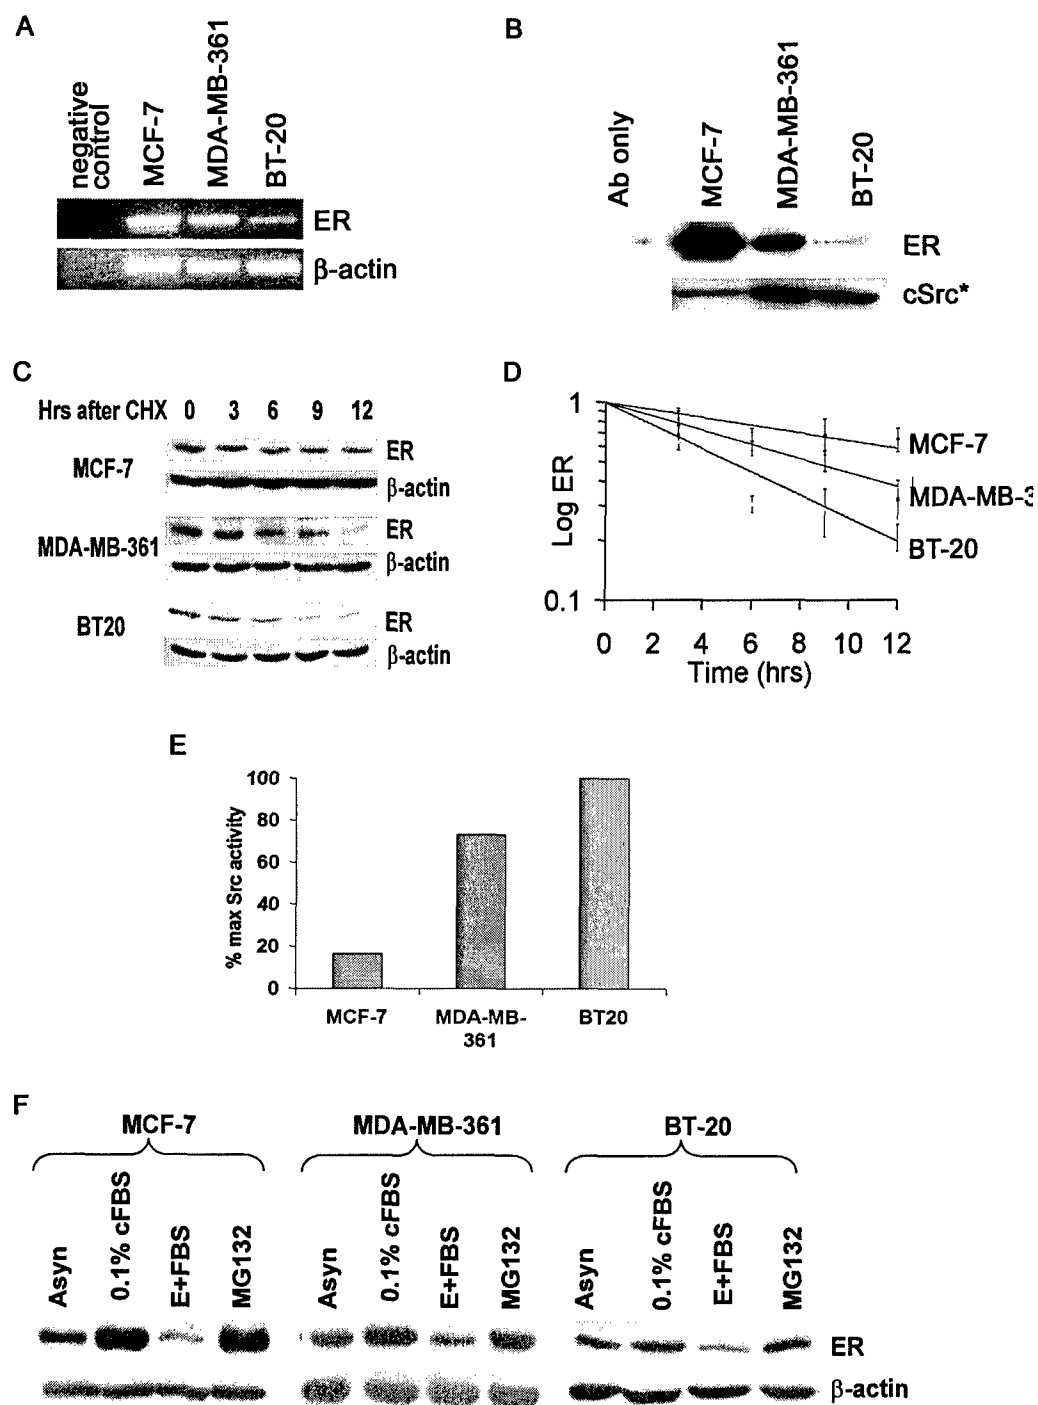 A
negative control
MCF-7
MDA-MB-361
BT-20
ER
β-actin
B
Ab only
MCF-7
MDA-MB-361
BT-20
ER
cSrc*
C
Hrs after CHX 0 3 6 9 12
MCF-7
ER
β-actin
MDA-MB-361
ER
β-actin
BT20
ER
β-actin
D
Log ER
1
0.1
0 2 4 6 8 10 12
Time (hrs)
MCF-7
MDA-MB-3
BT-20
E
% max Src activity
100
80
60
40
20
0
MCF-7
MDA-MB-
361
BT20
F
MCF-7
MDA-MB-361
BT-20
Asyn
0.1% cFBS
E+FBS
MG132
Asyn
0.1% cFBS
E+FBS
MG132
Asyn
0.1% cFBS
E+FBS
MG132
ER
β-actin